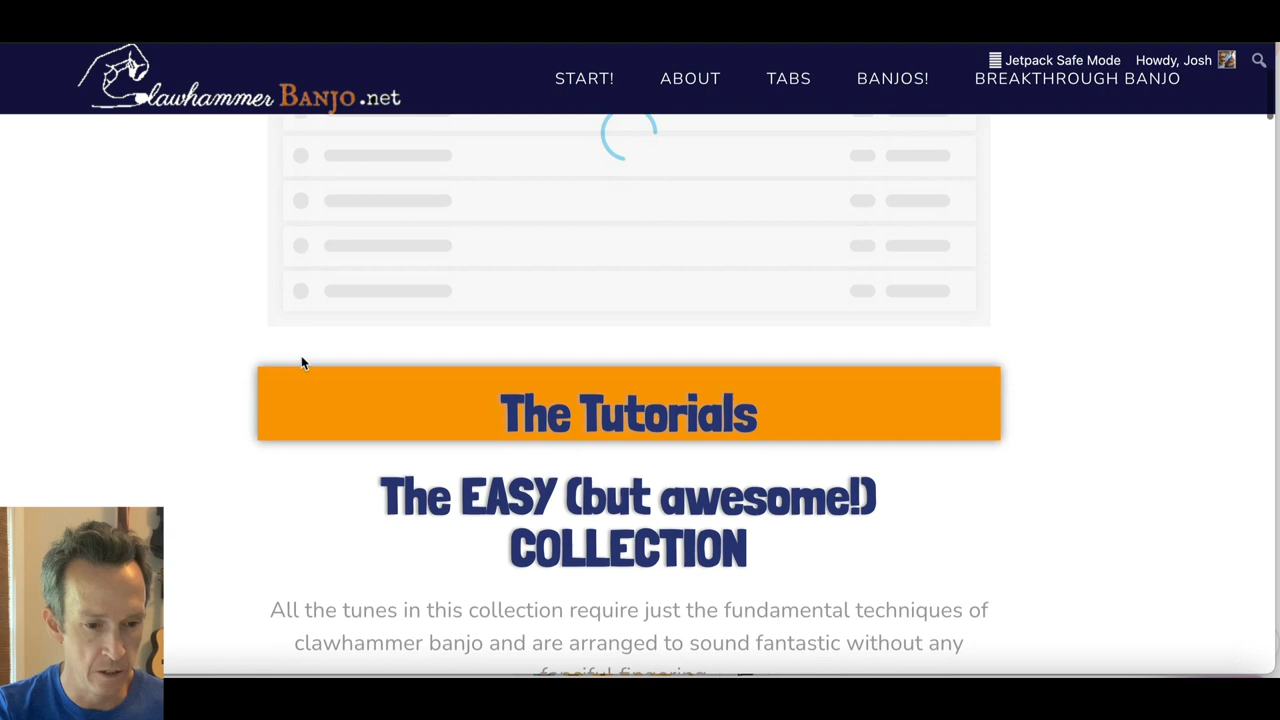 Clawhammer BANJO.net
START!
ABOUT
TABS
BANJOS!
BREAKTHROUGH BANJO
Jetpack Safe Mode
Howdy, Josh
The Tutorials
The EASY (but awesome!)
COLLECTION
All the tunes in this collection require just the fundamental techniques of
clawhammer banjo and are arranged to sound fantastic without any